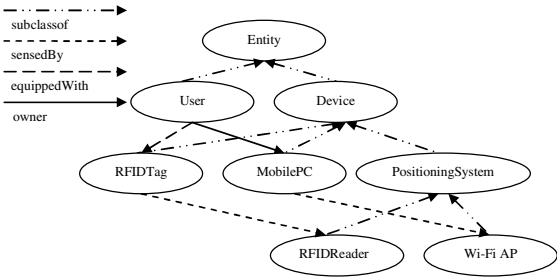 subclassof
sensedBy
equippedWith
owner
Entity
User
Device
RFIDTag
MobilePC
PositioningSystem
RFIDReader
Wi-Fi AP